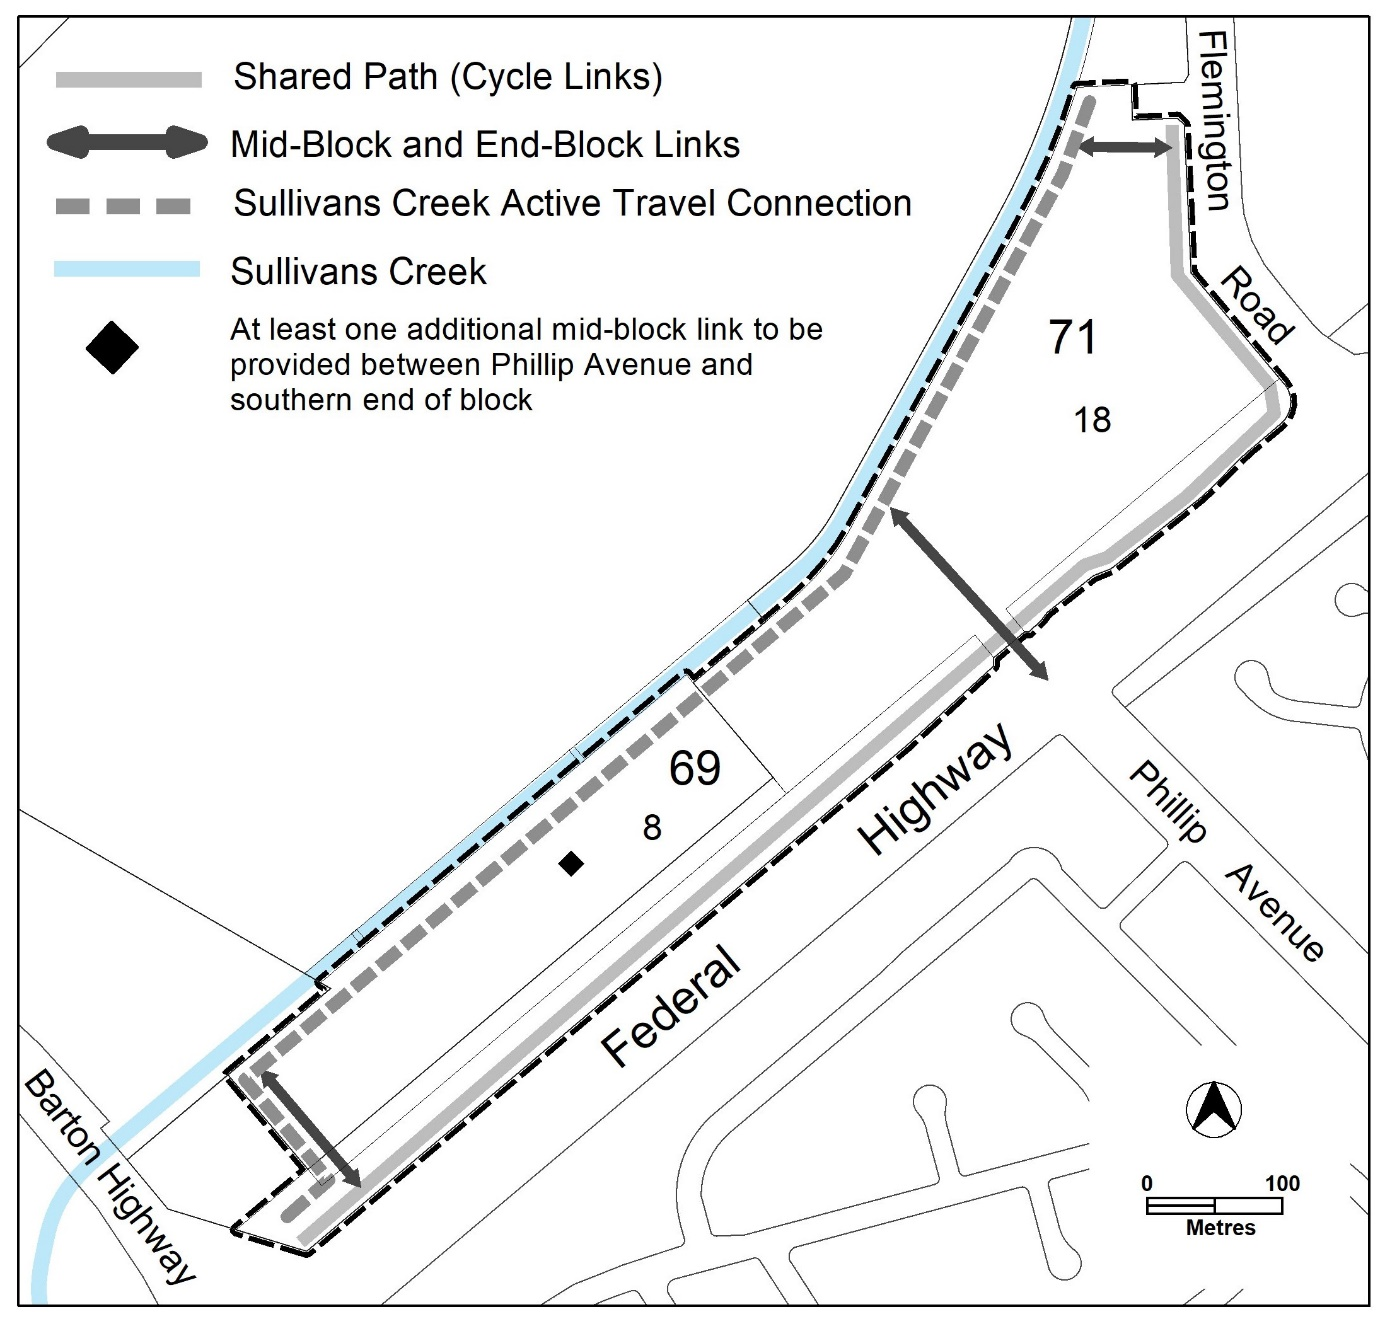 Shared Path (Cycle Links)
Mid-Block and End-Block Links
Sullivans Creek Active Travel Connection
Sullivans Creek
At least one additional mid-block link to be
provided between Phillip Avenue and
southern end of block
Flemington
Road
71
18
69
8
Federal
Highway
Phillip
Avenue
Barton Highway
0 100
Metres